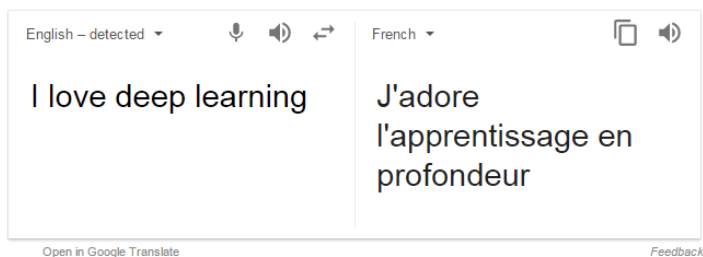 English – detected
French
I love deep learning
J'adore
l'apprentissage en
profondeur
Open in Google Translate
Feedback